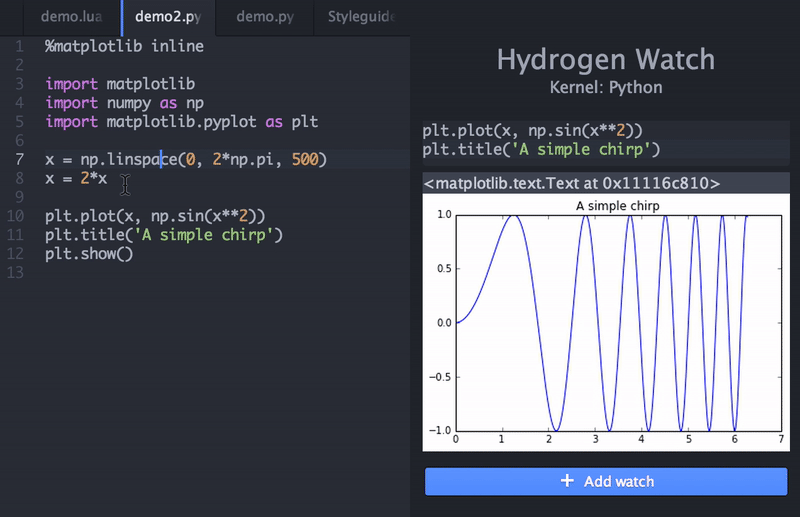 demo.lua
demo2.py
demo.py
Styleguide
1 %matplotlib inline
2
3 import matplotlib
4 import numpy as np
5 import matplotlib.pyplot as plt
6
7 x = np.linspace(0, 2*np.pi, 500)
8 x = 2*x
9
10 plt.plot(x, np.sin(x**2))
11 plt.title('A simple chirp')
12 plt.show()
13
Hydrogen Watch
Kernel: Python
plt.plot(x, np.sin(x**2))
plt.title('A simple chirp')
<matplotlib.text.Text at 0x11116c810>
A simple chirp
1.0
0.5
0.0
−0.5
−1.0
0 1 2 3 4 5 6 7
+ Add watch